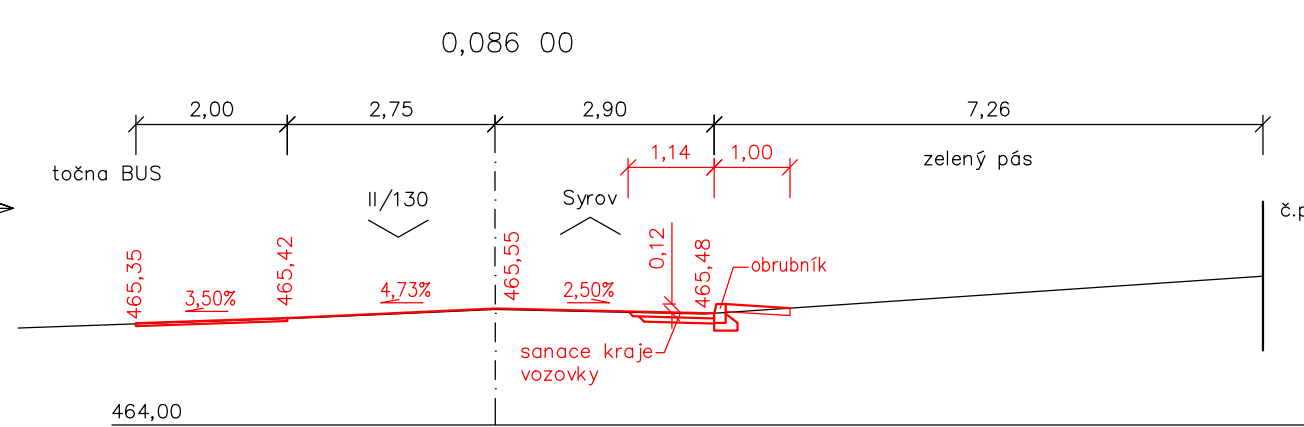 0,086 00
2,00
2,75
2,90
7,26
1,14
1,00
točna BUS
zelený pás
II/130
Syrov
č.p
465,35
465,42
465,55
0,12
465,48
obrubník
3,50%
4,73%
2,50%
sanace kraje
vozovky
464,00